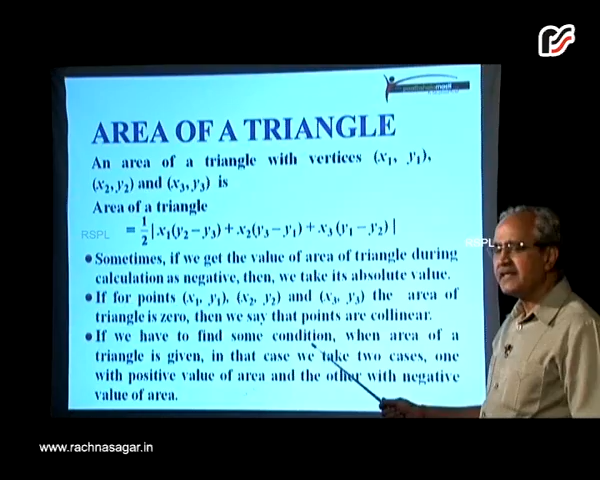 AREA OF A TRIANGLE
An area of a triangle with vertices (x₁, y₁),
(x₂, y₂) and (x₃, y₃) is
Area of a triangle
= 1/2 | x₁(y₂ – y₃) + x₂(y₃ – y₁) + x₃ (y₁ – y₂) |
RSPL
RSPL
● Sometimes, if we get the value of area of triangle during
calculation as negative, then, we take its absolute value.
● If for points (x₁, y₁), (x₂, y₂) and (x₃, y₃) the area of
triangle is zero, then we say that points are collinear.
● If we have to find some condition, when area of a
triangle is given, in that case we take two cases, one
with positive value of area and the other with negative
value of area.
www.rachnasagar.in